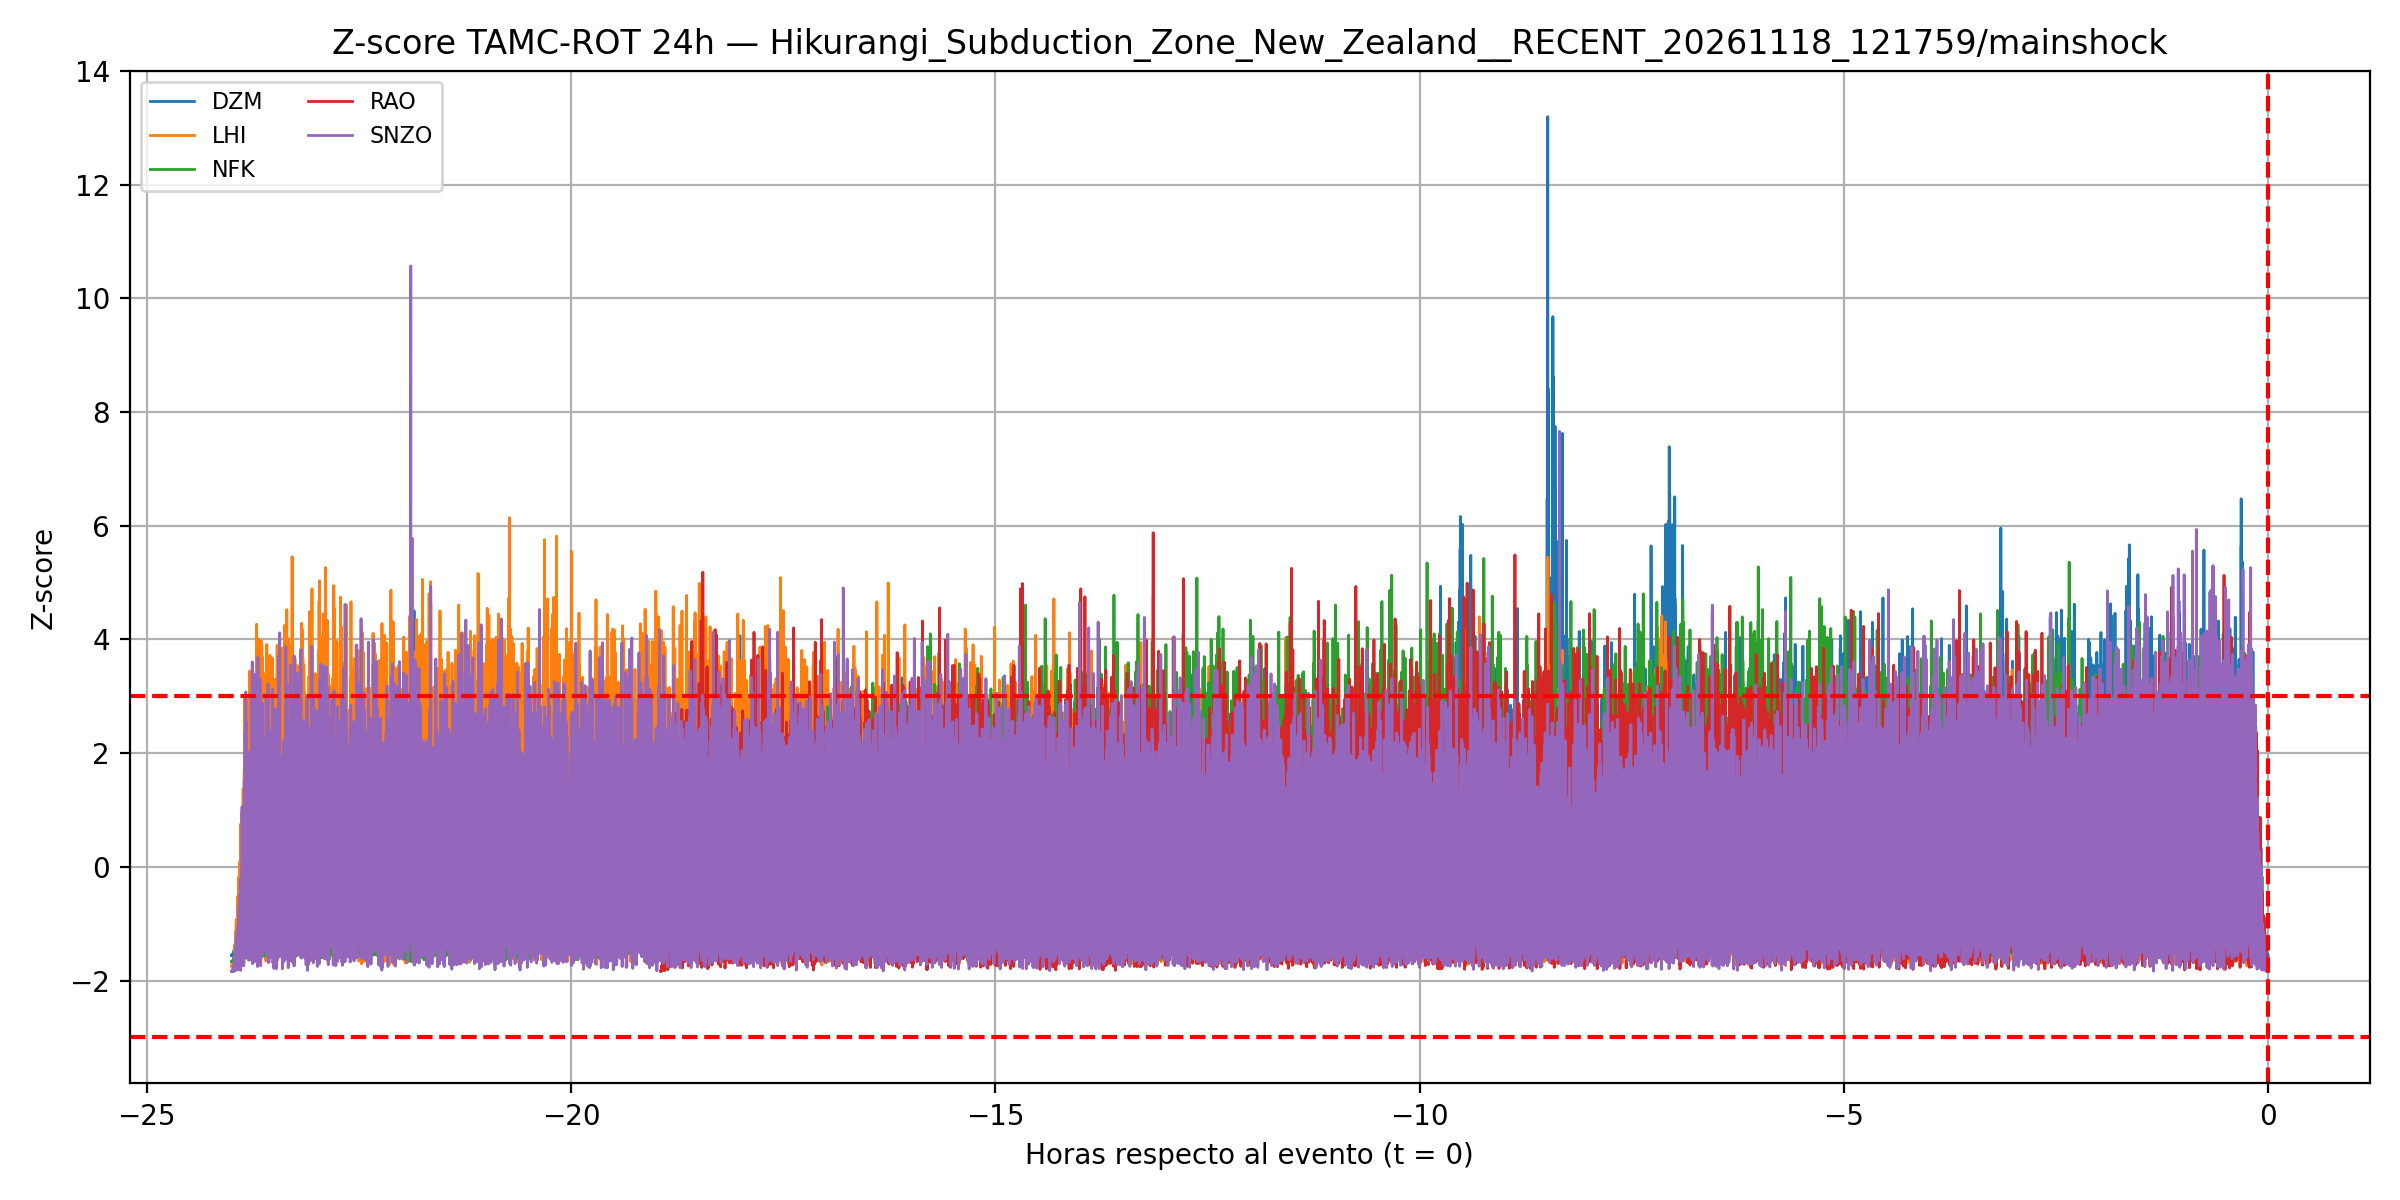 Z-score TAMC-ROT 24h — Hikurangi_Subduction_Zone_New_Zealand__RECENT_20261118_121759/mainshock
14
12
10
8
6
4
2
0
−2
Z-score
DZM
LHI
NFK
RAO
SNZO
−25
−20
−15
−10
−5
0
Horas respecto al evento (t = 0)